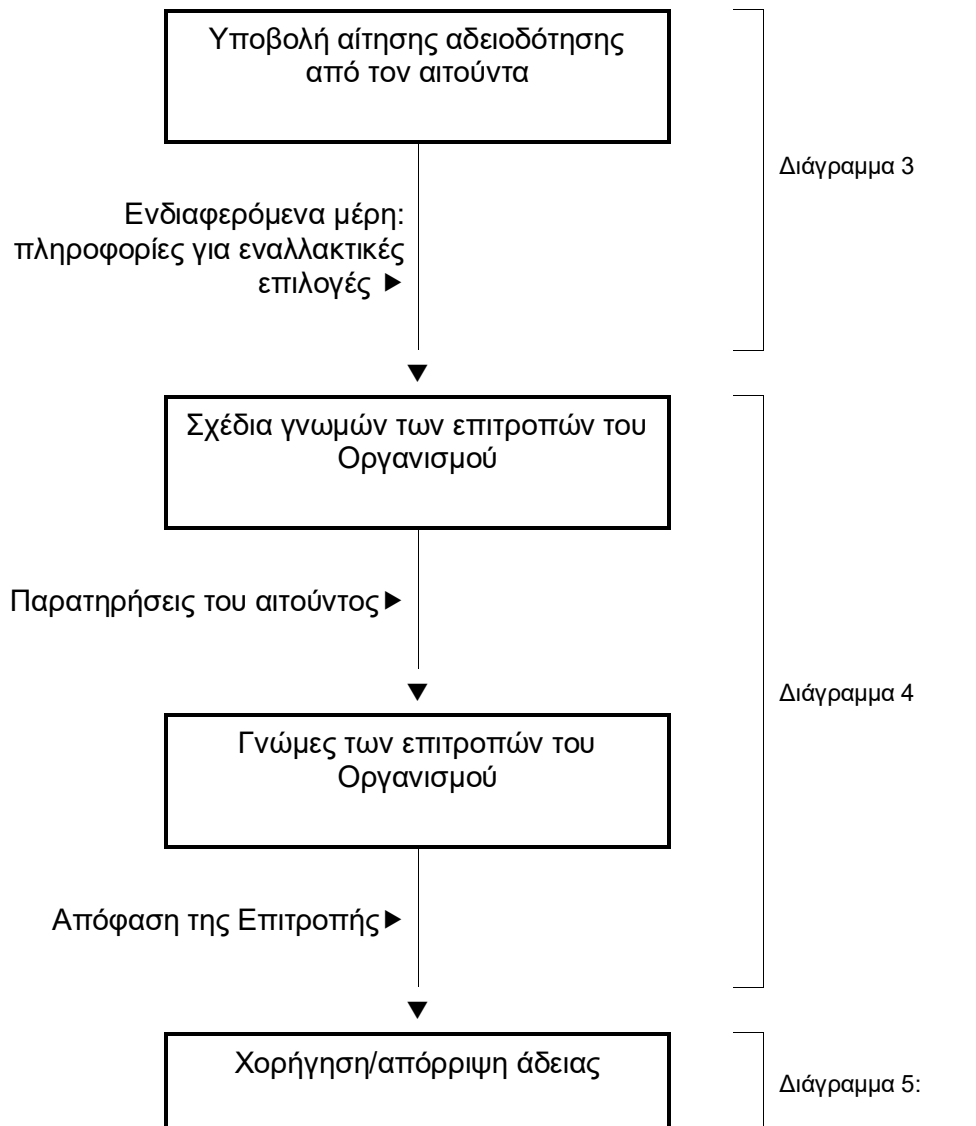 Υποβολή αίτησης αδειοδότησης
από τον αιτούντα
Διάγραμμα 3
Ενδιαφερόμενα μέρη:
πληροφορίες για εναλλακτικές
επιλογές ►
▼
Σχέδια γνωμών των επιτροπών του
Οργανισμού
Παρατηρήσεις του αιτούντος►
▼
Διάγραμμα 4
Γνώμες των επιτροπών του
Οργανισμού
Απόφαση της Επιτροπής►
▼
Χορήγηση/απόρριψη άδειας
Διάγραμμα 5: